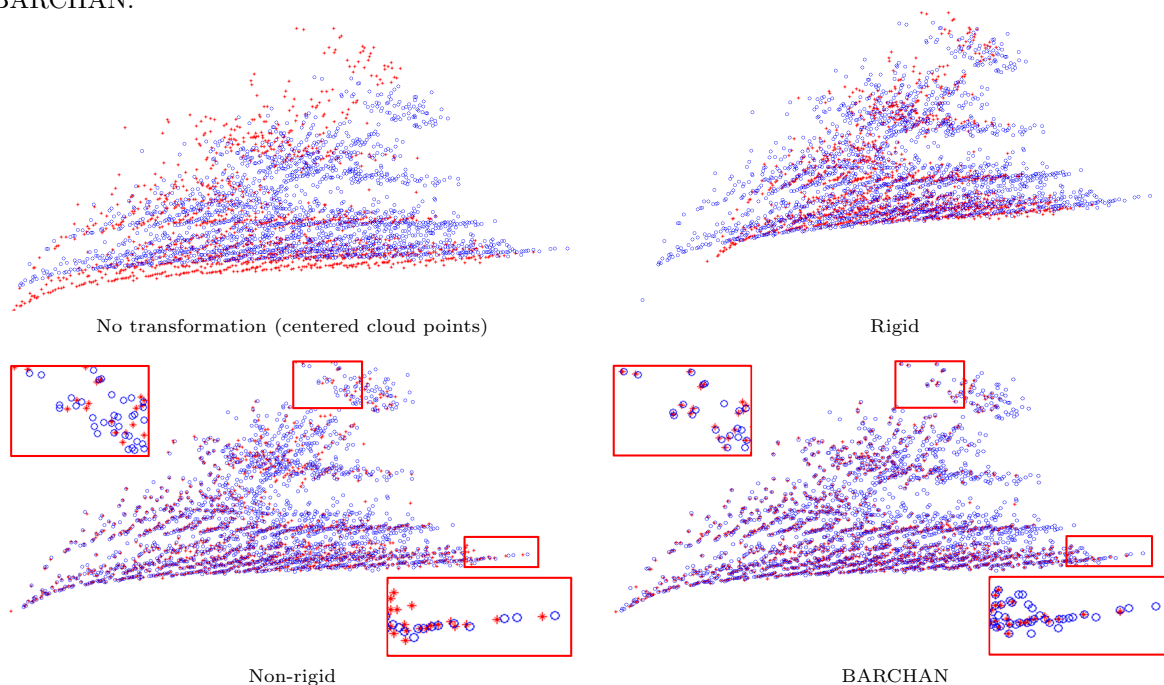 BARCHAN.
No transformation (centered cloud points)
Rigid
Non-rigid
BARCHAN